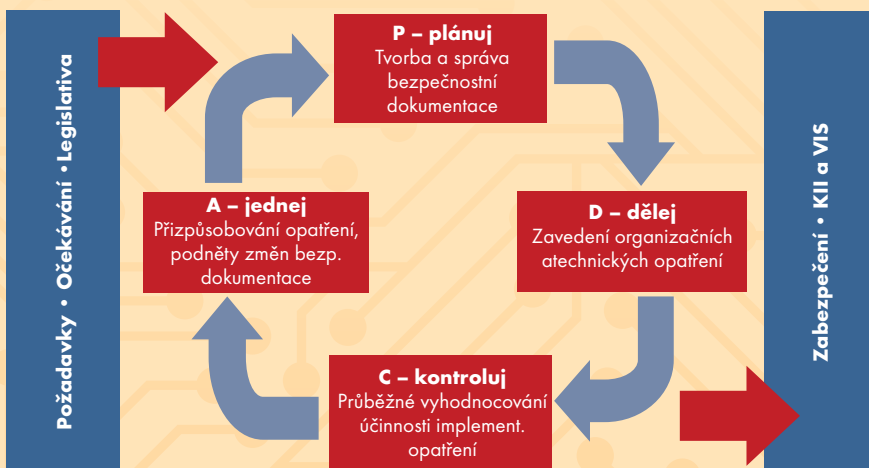 Požadavky • Očekávání •Legislativa
P – plánuj
Tvorba a správa
bezpečnostní
dokumentace
A – jednej
Přizpůsobování opatření,
podněty změn bezp.
dokumentace
D – dělej
Zavedení organizačních
atechnických opatření
C – kontroluj
Průběžné vyhodnocování
účinnosti implement.
opatření
Zabezpečení • KII a VIS